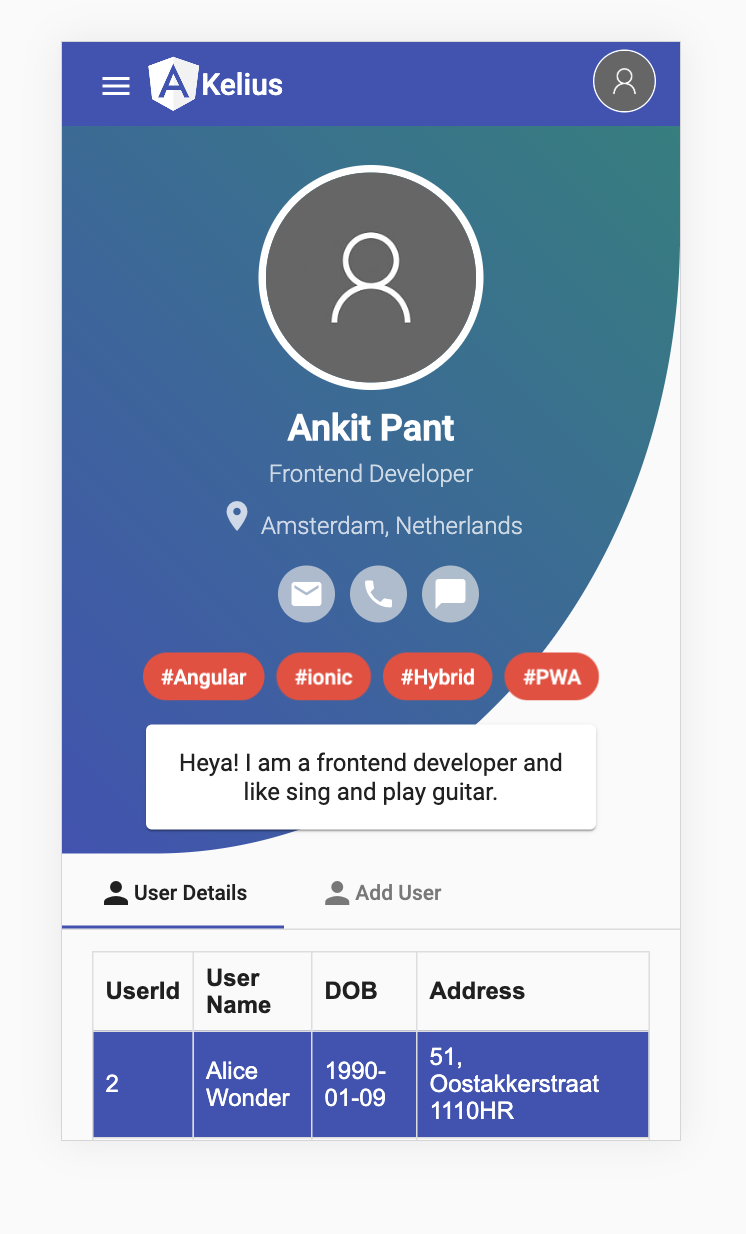 A Kelius
Ankit Pant
Frontend Developer
Amsterdam, Netherlands
#Angular #ionic #Hybrid #PWA
Heya! I am a frontend developer and
like sing and play guitar.
User Details Add User
UserId User Name DOB Address
2 Alice Wonder 1990-01-09 51, Oostakkerstraat 1110HR